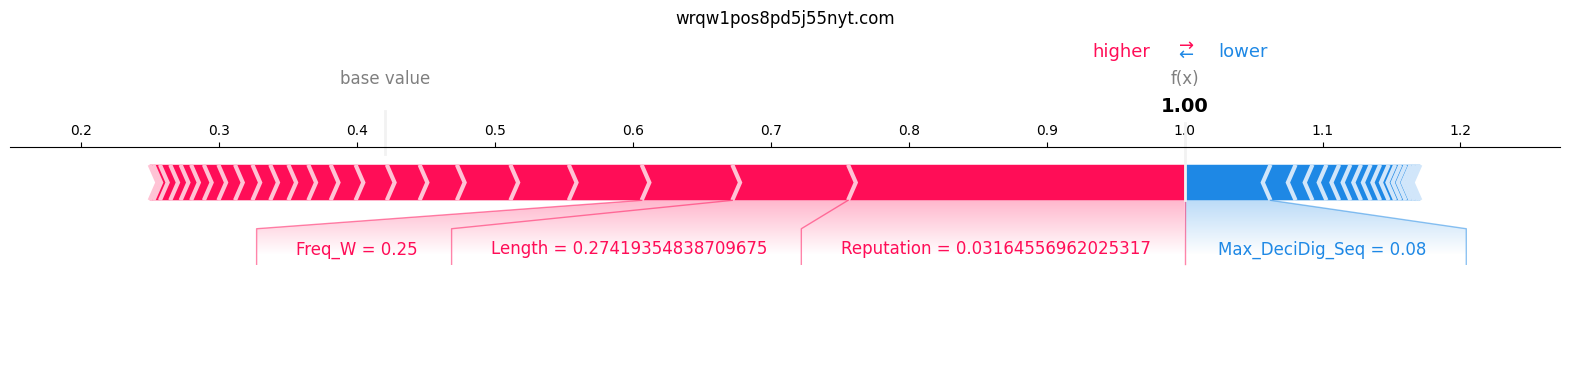 wrqw1pos8pd5j55nyt.com
higher → ← lower
base value f(x)
1.00
0.2 0.3 0.4 0.5 0.6 0.7 0.8 0.9 1.0 1.1 1.2
Freq_W = 0.25 Length = 0.27419354838709675 Reputation = 0.03164556962025317 Max_DeciDig_Seq = 0.08